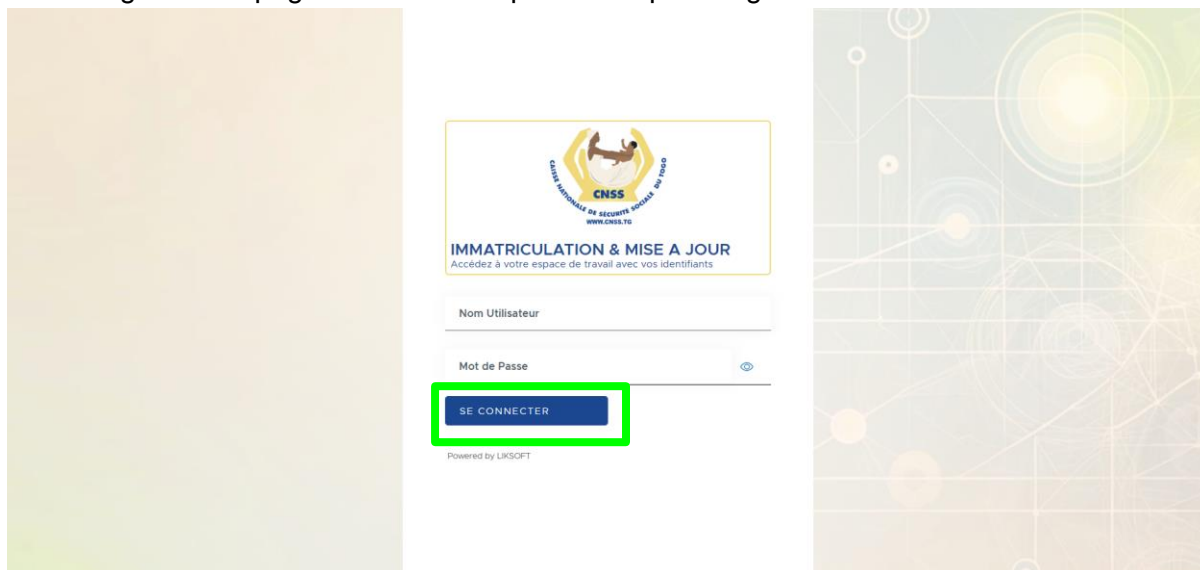 CAISSE NATIONALE DE SÉCURITÉ SOCIALE DU TOGO
CNSS
WWW.CNSS.TG
IMMATRICULATION & MISE A JOUR
Accédez à votre espace de travail avec vos identifiants
Nom Utilisateur
Mot de Passe
SE CONNECTER
Powered by LIKSOFT